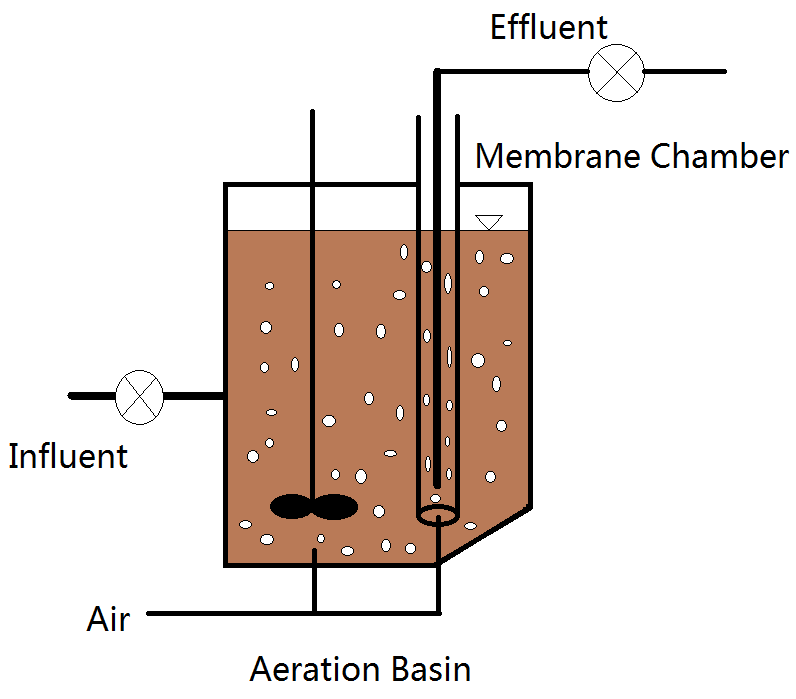 Effluent
Membrane Chamber
Influent
Air
Aeration Basin